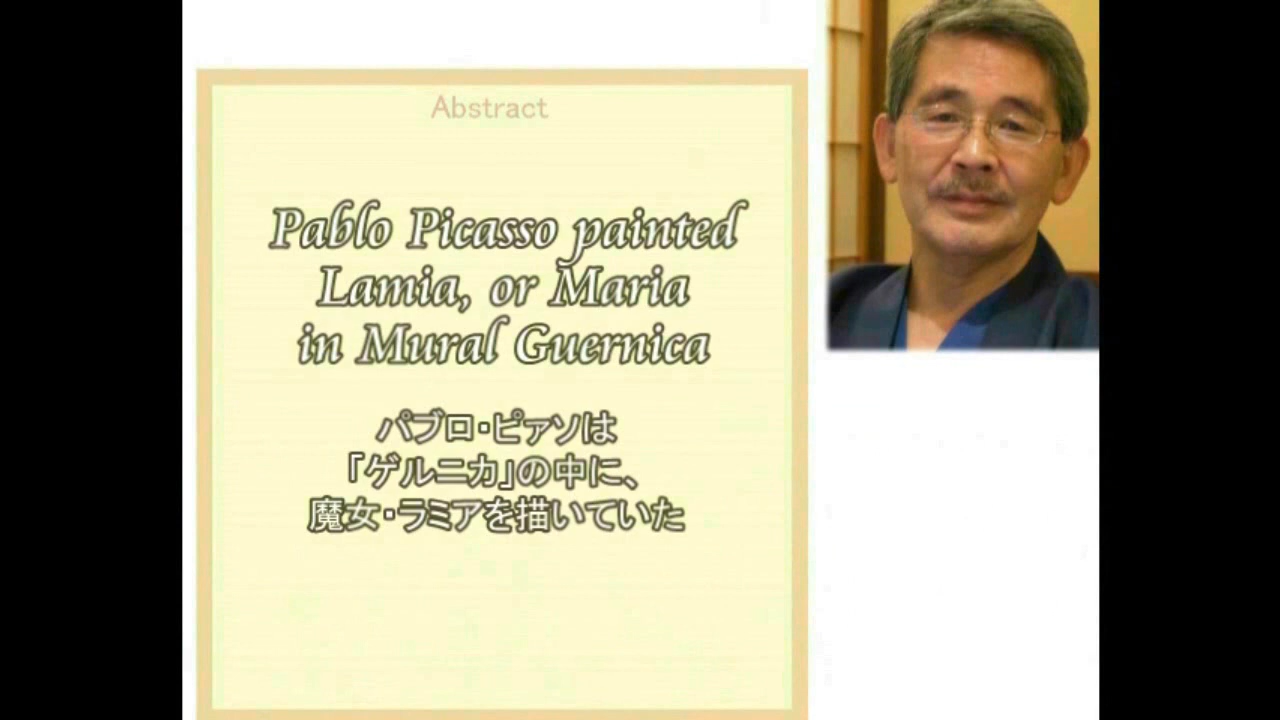 Abstract
Pablo Picasso painted
Lamia, or Maria
in Mural Guernica
パブロ・ピァソは
「ゲルニカ」の中に、
魔女・ラミアを描いていた